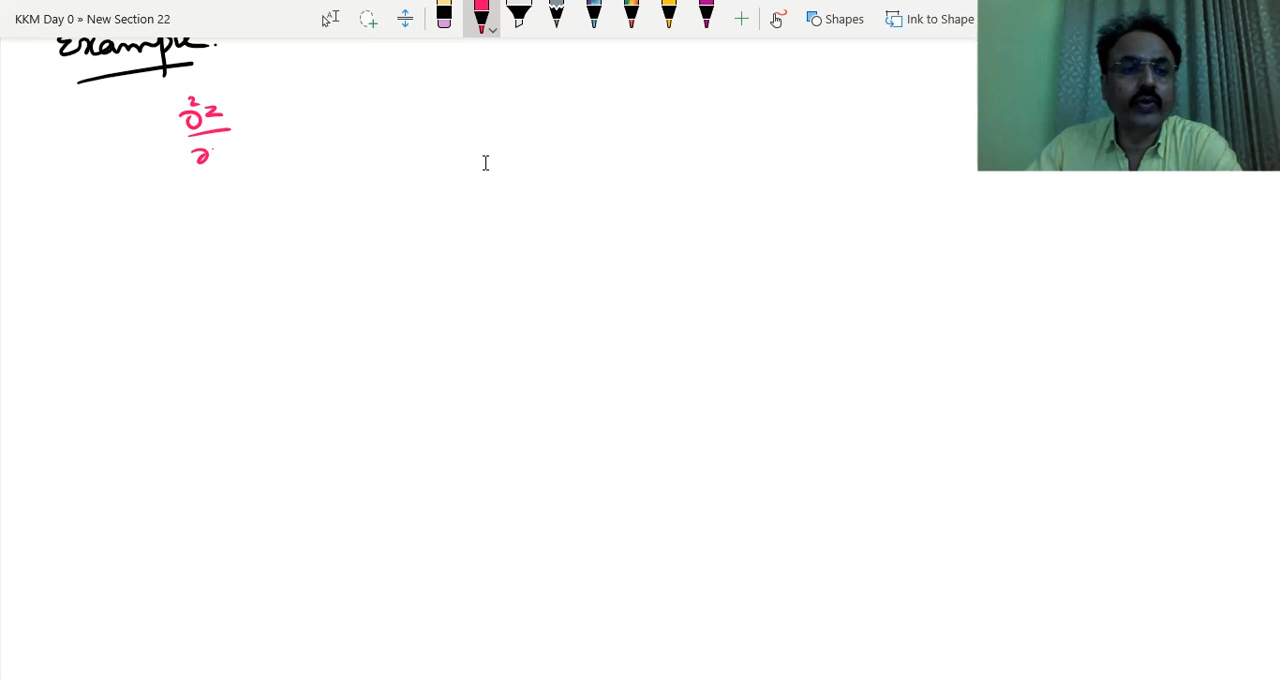 KKM Day 0 » New Section 22
Shapes
Ink to Shape
Example.
∂²z
∂